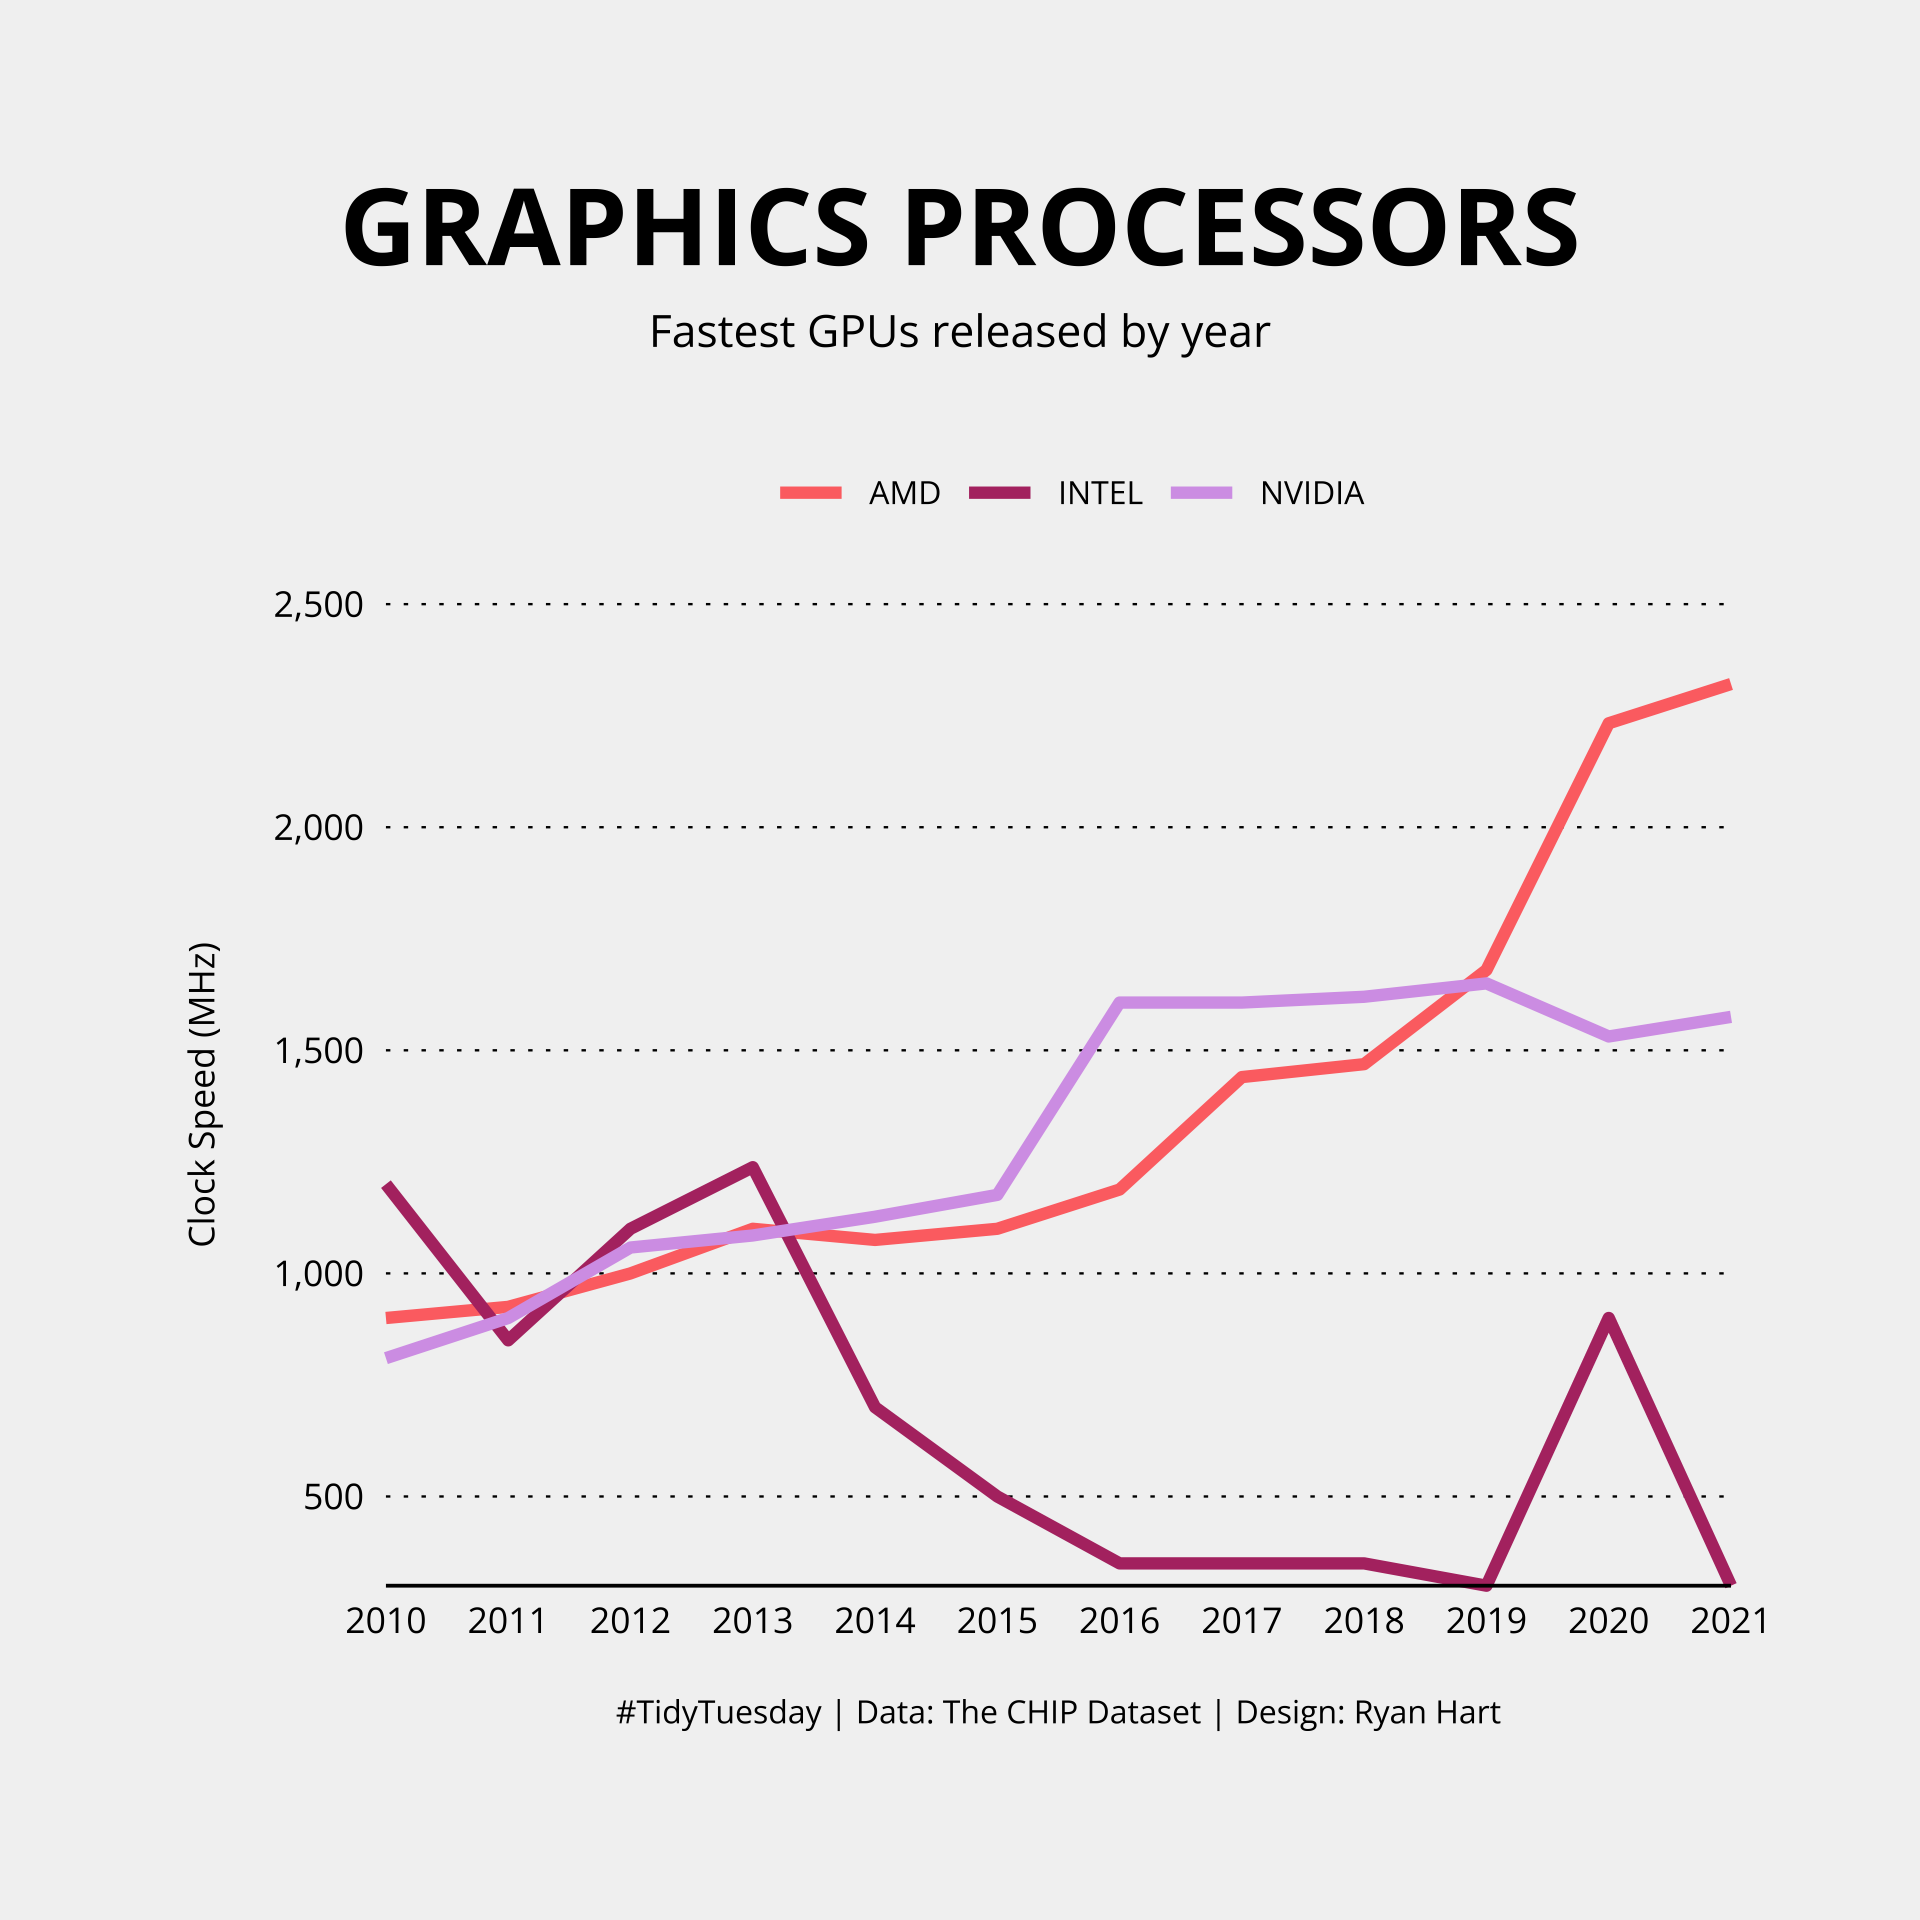 GRAPHICS PROCESSORS
Fastest GPUs released by year
AMD INTEL NVIDIA
2,500
2,000
1,500
1,000
500
Clock Speed (MHz)
2010 2011 2012 2013 2014 2015 2016 2017 2018 2019 2020 2021
#TidyTuesday | Data: The CHIP Dataset | Design: Ryan Hart